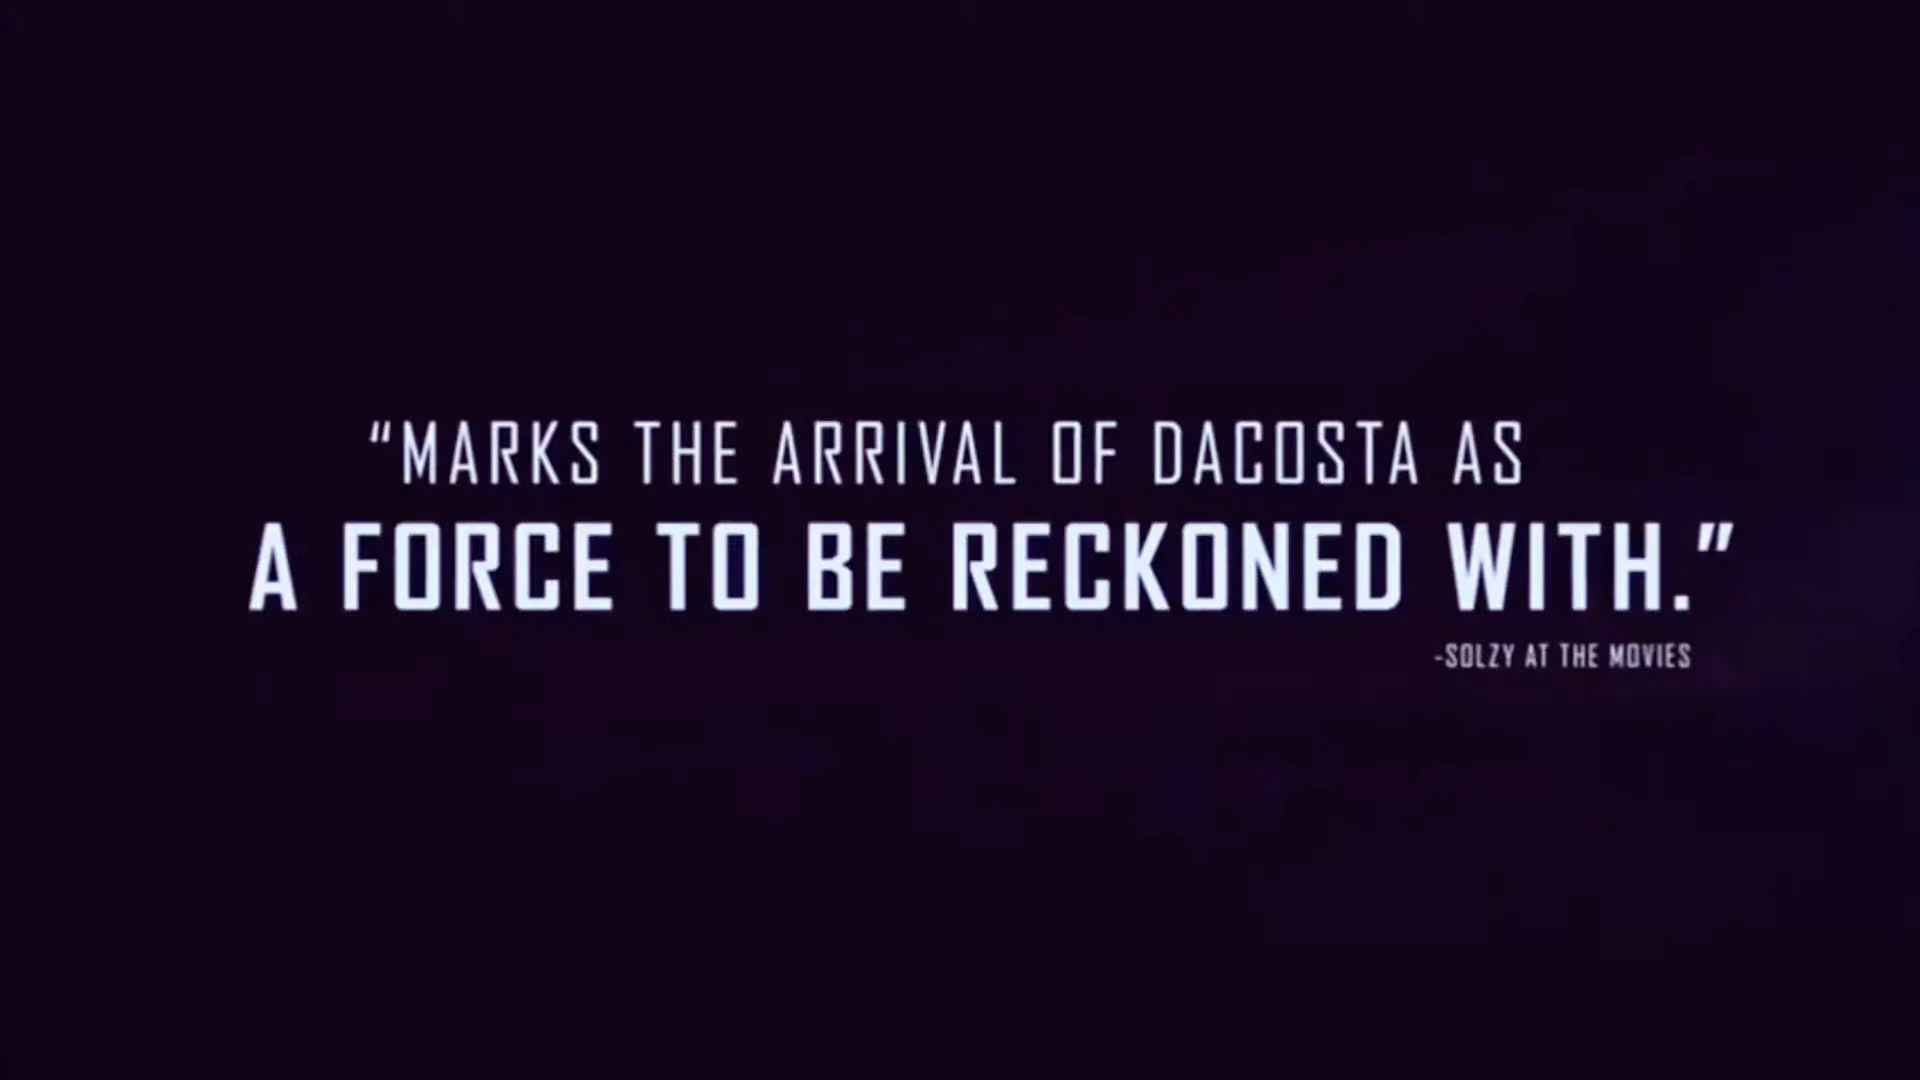 “MARKS THE ARRIVAL OF DACOSTA AS
A FORCE TO BE RECKONED WITH.”
-SOLZY AT THE MOVIES